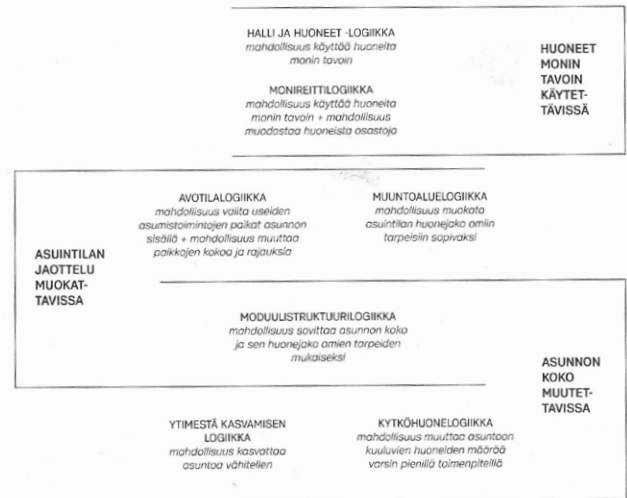 HALLI JA HUONEET -LOGIIKKA
mahdollisuus käyttää huoneita
monin tavoin
MONIREITTILOGIIKKA
mahdollisuus käyttää huoneita
monin tavoin + mahdollisuus
muodostaa huoneista osastoja
HUONEET
MONIN
TAVOIN
KÄYTET-
TÄVISSÄ
AVOTILALOGIIKKA
mahdollisuus valita useiden
asumistoimintojen paikat asunnon
sisällä + mahdollisuus muuttaa
paikkojen kokoa ja rajauksia
MUUNTOALUELOGIIKKA
mahdollisuus muokata
asuintilan huonejako omiin
tarpeisiin sopivaksi
ASUINTILAN
JAOTTELU
MUOKAT-
TAVISSA
MODUULISTRUKTUURILOGIIKKA
mahdollisuus sovittaa asunnon koko
ja sen huonejako omien tarpeiden
mukaiseksi
ASUNNON
KOKO
MUUTET-
TAVISSA
YTIMESTÄ KASVAMISEN
LOGIIKKA
mahdollisuus kasvattaa
asuntoa vähitellen
KYTKÖHUONELOGIIKKA
mahdollisuus muuttaa asuntoon
kuuluvien huoneiden määrää
varsin pienillä toimenpiteillä